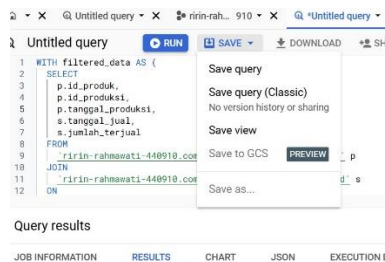 Untitled query
Untitled query
ririn-rah... 910
*Untitled query
Untitled query
RUN
SAVE
DOWNLOAD
SH
1 WITH filtered_data AS (
2 SELECT
3 p.id_produk,
4 p.id_produksi,
5 p.tanggal_produksi,
6 s.tanggal_jual,
7 s.jumlah_terjual
8 FROM
9 `ririn-rahmawati-440910.com
` p
10 JOIN
11 `ririn-rahmawati-440910.com
d` s
12 ON
Save query
Save query (Classic)
No version history or sharing
Save view
Save to GCS PREVIEW
Save as...
Query results
JOB INFORMATION RESULTS CHART JSON EXECUTION